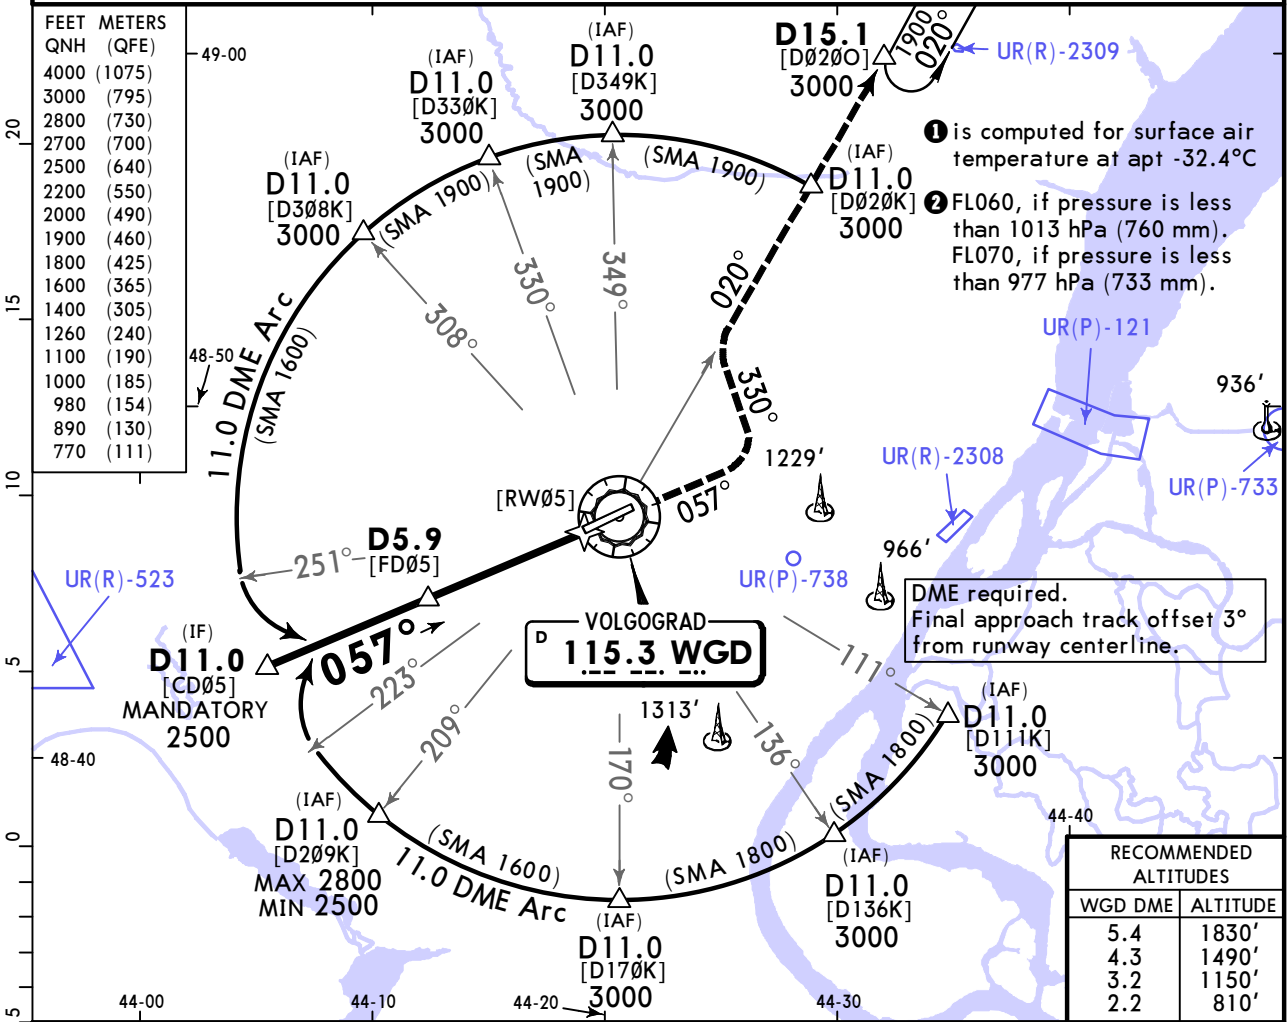 FEET METERS
QNH (QFE)
4000 (1075)
3000 (795)
2800 (730)
2700 (700)
2500 (640)
2200 (550)
2000 (490)
1900 (460)
1800 (425)
1600 (365)
1400 (305)
1260 (240)
1100 (190)
1000 (185)
980 (154)
890 (130)
770 (111)
49-00
48-50
48-40
20
15
10
5
0
5
(IAF)
D11.0
[D308K]
3000
(IAF)
D11.0
[D330K]
3000
(IAF)
D11.0
[D349K]
3000
D15.1
[D020O]
3000
1900
020°
UR(R)-2309
❶ is computed for surface air
temperature at apt -32.4°C
❷ FL060, if pressure is less
than 1013 hPa (760 mm).
FL070, if pressure is less
than 977 hPa (733 mm).
(IAF)
D11.0
[D020K]
3000
(SMA 1900)
(SMA
1900)
(SMA 1900)
11.0 DME Arc
(SMA 1600)
308°
330°
349°
020°
330°
057°
UR(P)-121
936'
UR(P)-733
1229'
UR(R)-2308
966'
UR(P)-738
[RW05]
D5.9
[FD05]
251°
UR(R)-523
(IF)
D11.0
[CD05]
MANDATORY
2500
057°
VOLGOGRAD
D 115.3 WGD
DME required.
Final approach track offset 3°
from runway centerline.
223°
209°
170°
136°
111°
1313'
(IAF)
D11.0
[D111K]
3000
(SMA 1800)
(IAF)
D11.0
[D209K]
MAX 2800
MIN 2500
(SMA 1600)
11.0 DME Arc
(SMA 1800)
(IAF)
D11.0
[D136K]
3000
(IAF)
D11.0
[D170K]
3000
44-00
44-10
44-20
44-30
44-40
RECOMMENDED
ALTITUDES
WGD DME ALTITUDE
5.4 1830'
4.3 1490'
3.2 1150'
2.2 810'